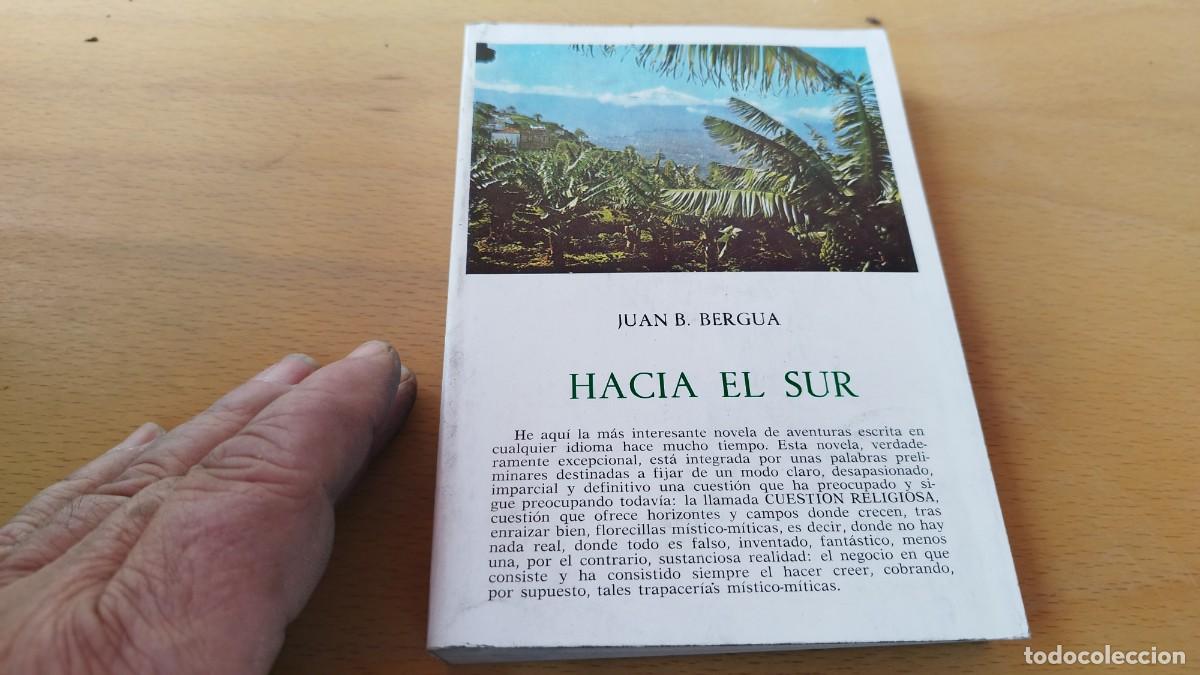 JUAN B. BERGUA
HACIA EL SUR
He aquí la más interesante novela de aventuras escrita en
cualquier idioma hace mucho tiempo. Esta novela, verdade-
ramente excepcional, está integrada por unas palabras preli-
minares destinadas a fijar de un modo claro, desapasionado,
imparcial y definitivo una cuestión que ha preocupado y si-
gue preocupando todavía: la llamada CUESTION RELIGIOSA,
cuestión que ofrece horizontes y campos donde crecen, tras
enraizar bien, florecillas místico-míticas, es decir, donde no hay
nada real, donde todo es falso, inventado, fantástico, menos
una, por el contrario, sustanciosa realidad: el negocio en que
consiste y ha consistido siempre el hacer creer, cobrando,
por supuesto, tales trapacerías místico-míticas.
todocoleccion